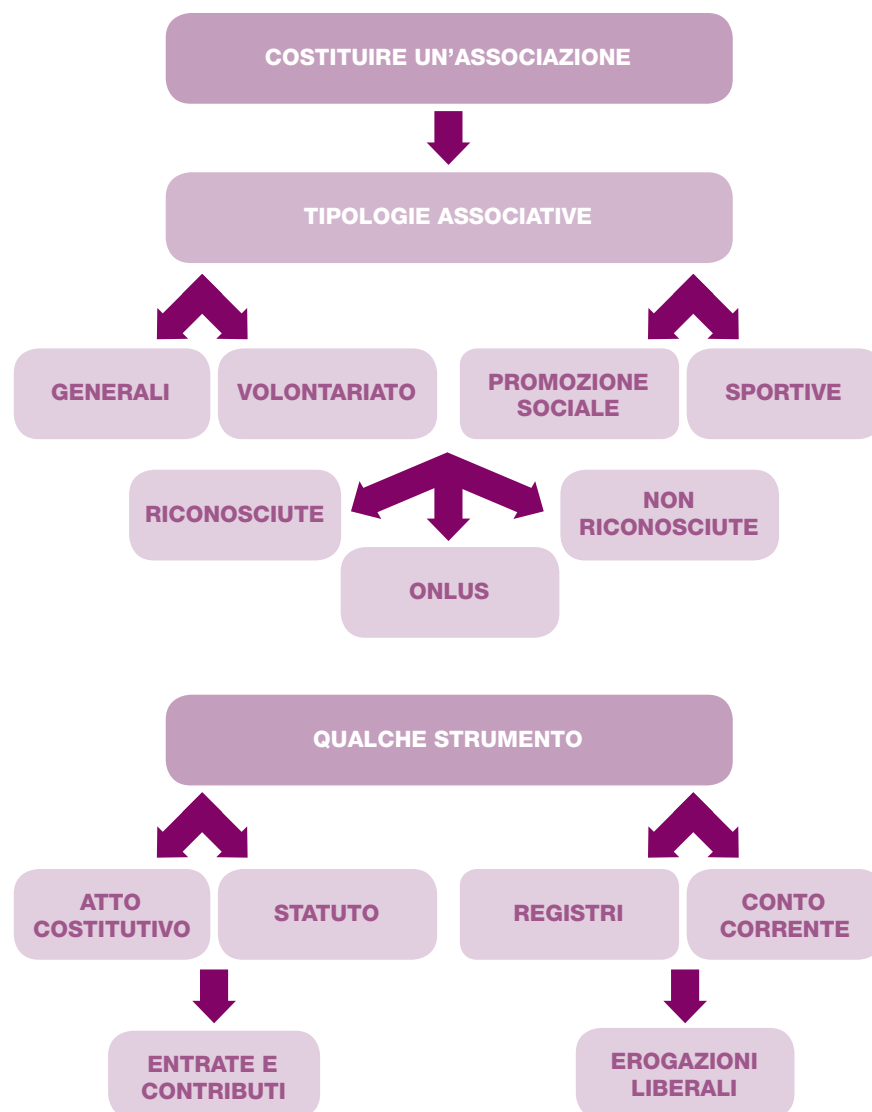 COSTITUIRE UN’ASSOCIAZIONE
TIPOLOGIE ASSOCIATIVE
GENERALI
VOLONTARIATO
PROMOZIONE
SOCIALE
SPORTIVE
RICONOSCIUTE
NON
RICONOSCIUTE
ONLUS
QUALCHE STRUMENTO
ATTO
COSTITUTIVO
STATUTO
REGISTRI
CONTO
CORRENTE
ENTRATE E
CONTRIBUTI
EROGAZIONI
LIBERALI